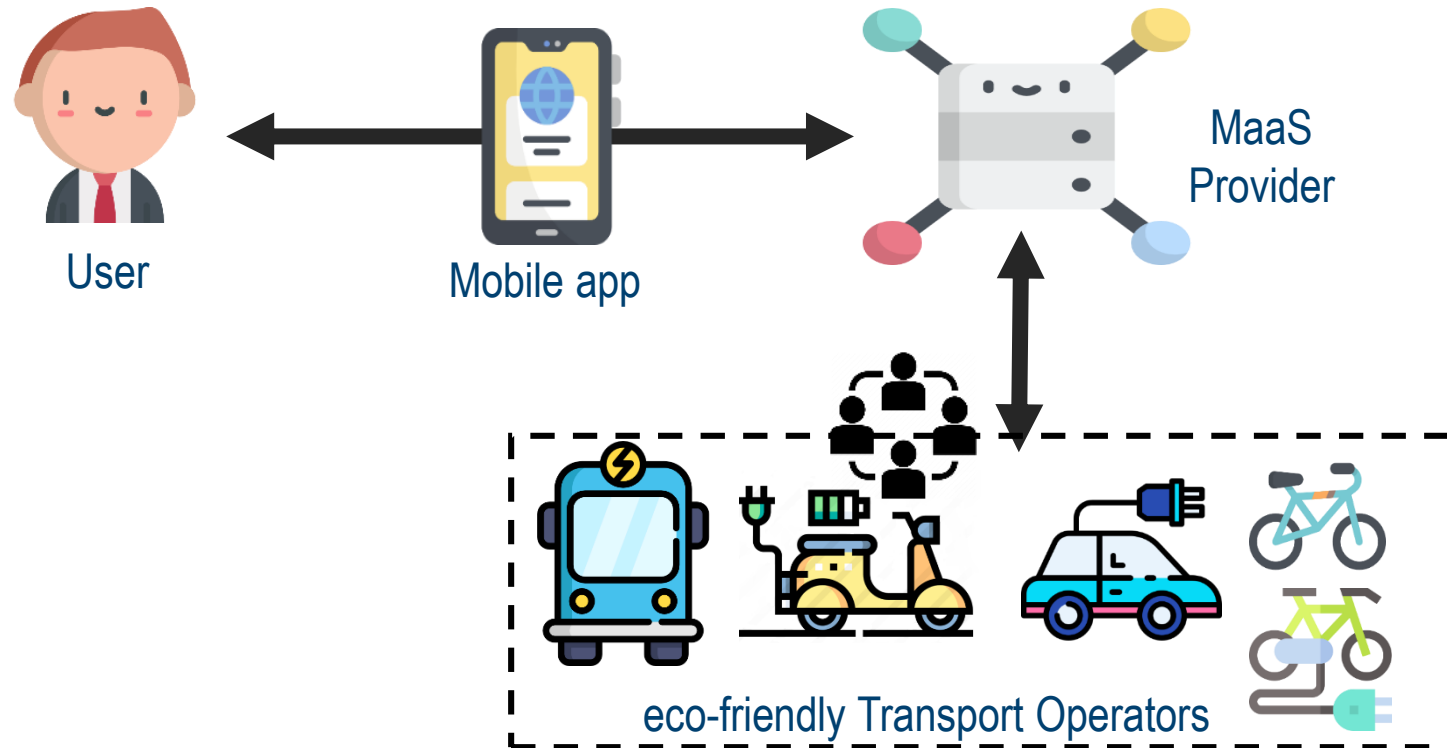 User
Mobile app
MaaS
Provider
eco-friendly Transport Operators